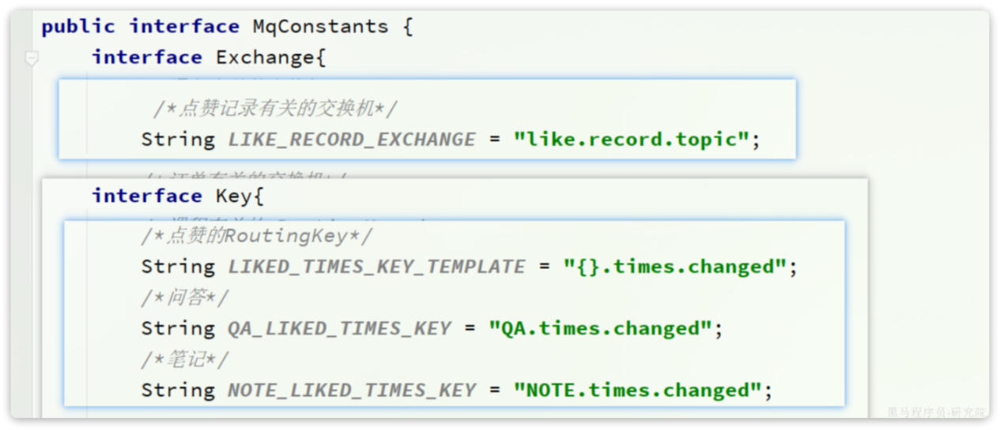 public interface MqConstants {
interface Exchange{
/*点赞记录有关的交换机*/
String LIKE_RECORD_EXCHANGE = "like.record.topic";
interface Key{
/*点赞的RoutingKey*/
String LIKED_TIMES_KEY_TEMPLATE = "{}.times.changed";
/*问答*/
String QA_LIKED_TIMES_KEY = "QA.times.changed";
/*笔记*/
String NOTE_LIKED_TIMES_KEY = "NOTE.times.changed";
黑马程序员-研究院